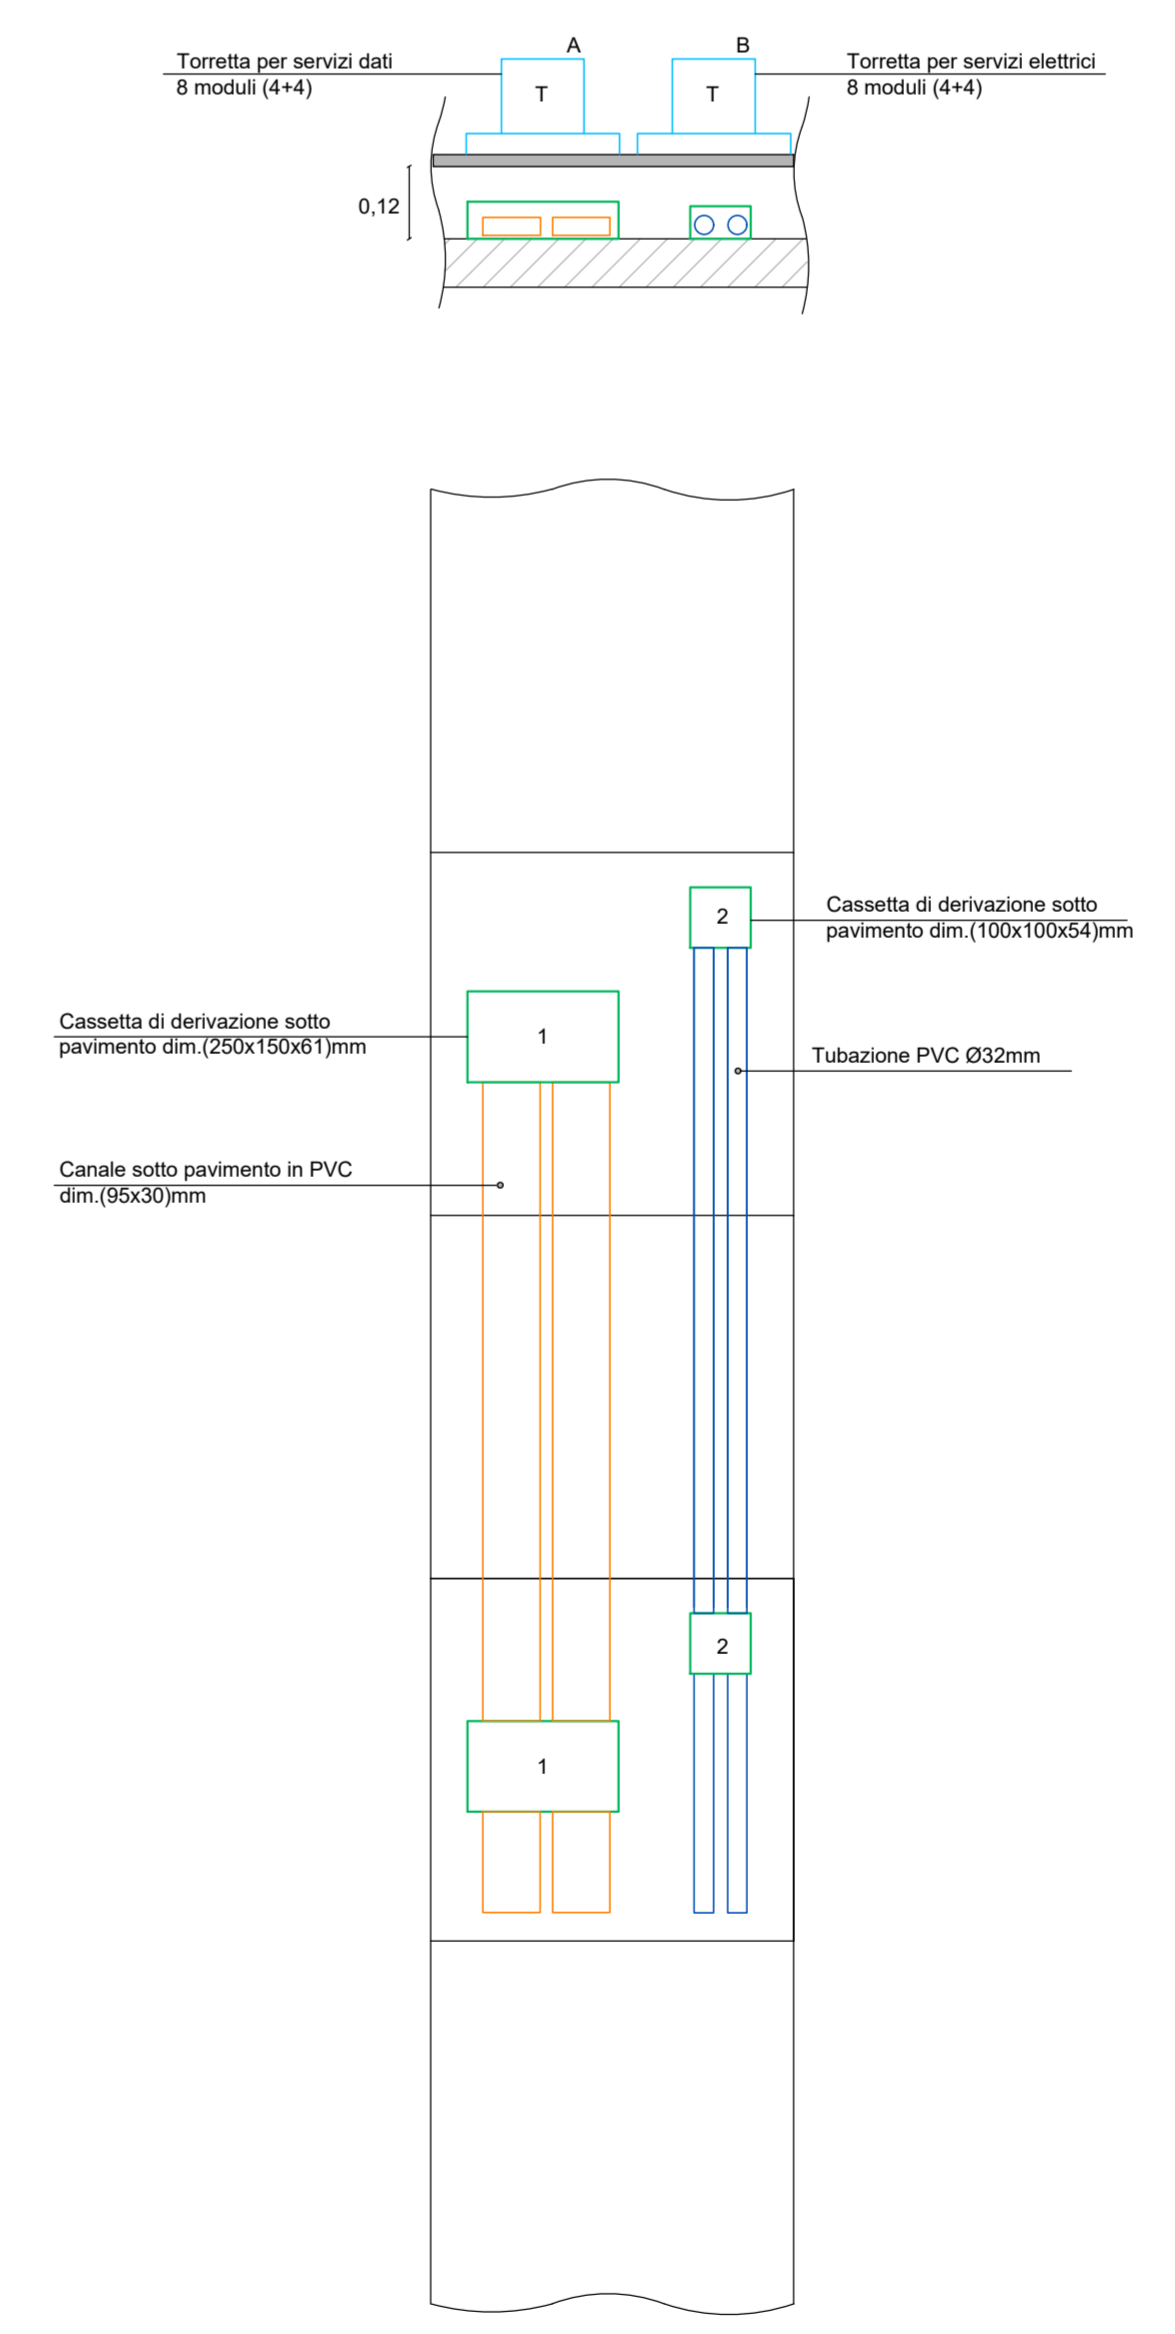 A
B
Torretta per servizi dati
8 moduli (4+4)
Torretta per servizi elettrici
8 moduli (4+4)
T
T
0,12
2
Cassetta di derivazione sotto
pavimento dim.(100x100x54)mm
Cassetta di derivazione sotto
pavimento dim.(250x150x61)mm
1
Tubazione PVC Ø32mm
Canale sotto pavimento in PVC
dim.(95x30)mm
2
1